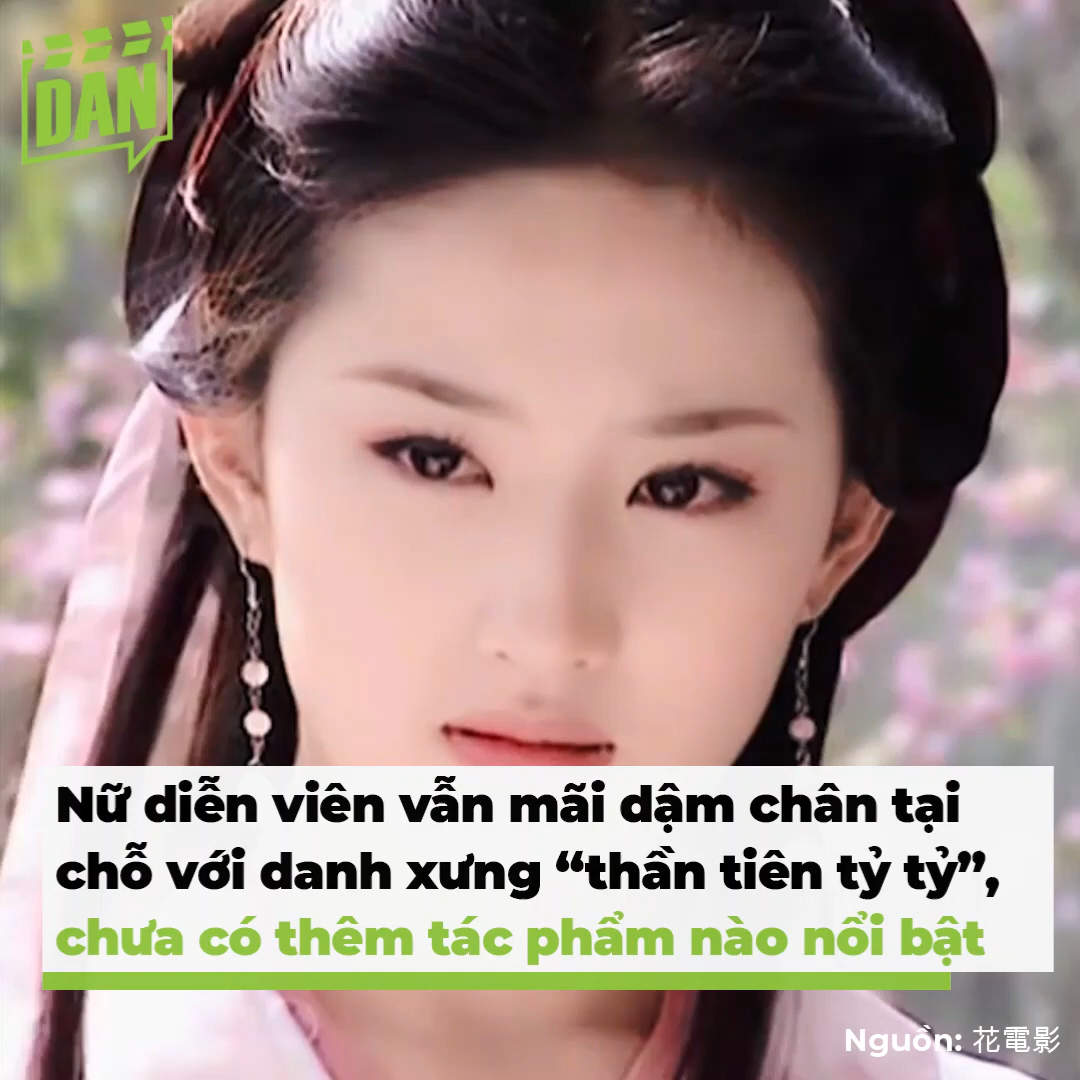 DAN
Nữ diễn viên vẫn mãi dậm chân tại
chỗ với danh xưng “thần tiên tỷ tỷ”,
chưa có thêm tác phẩm nào nổi bật
Nguồn: 花電影